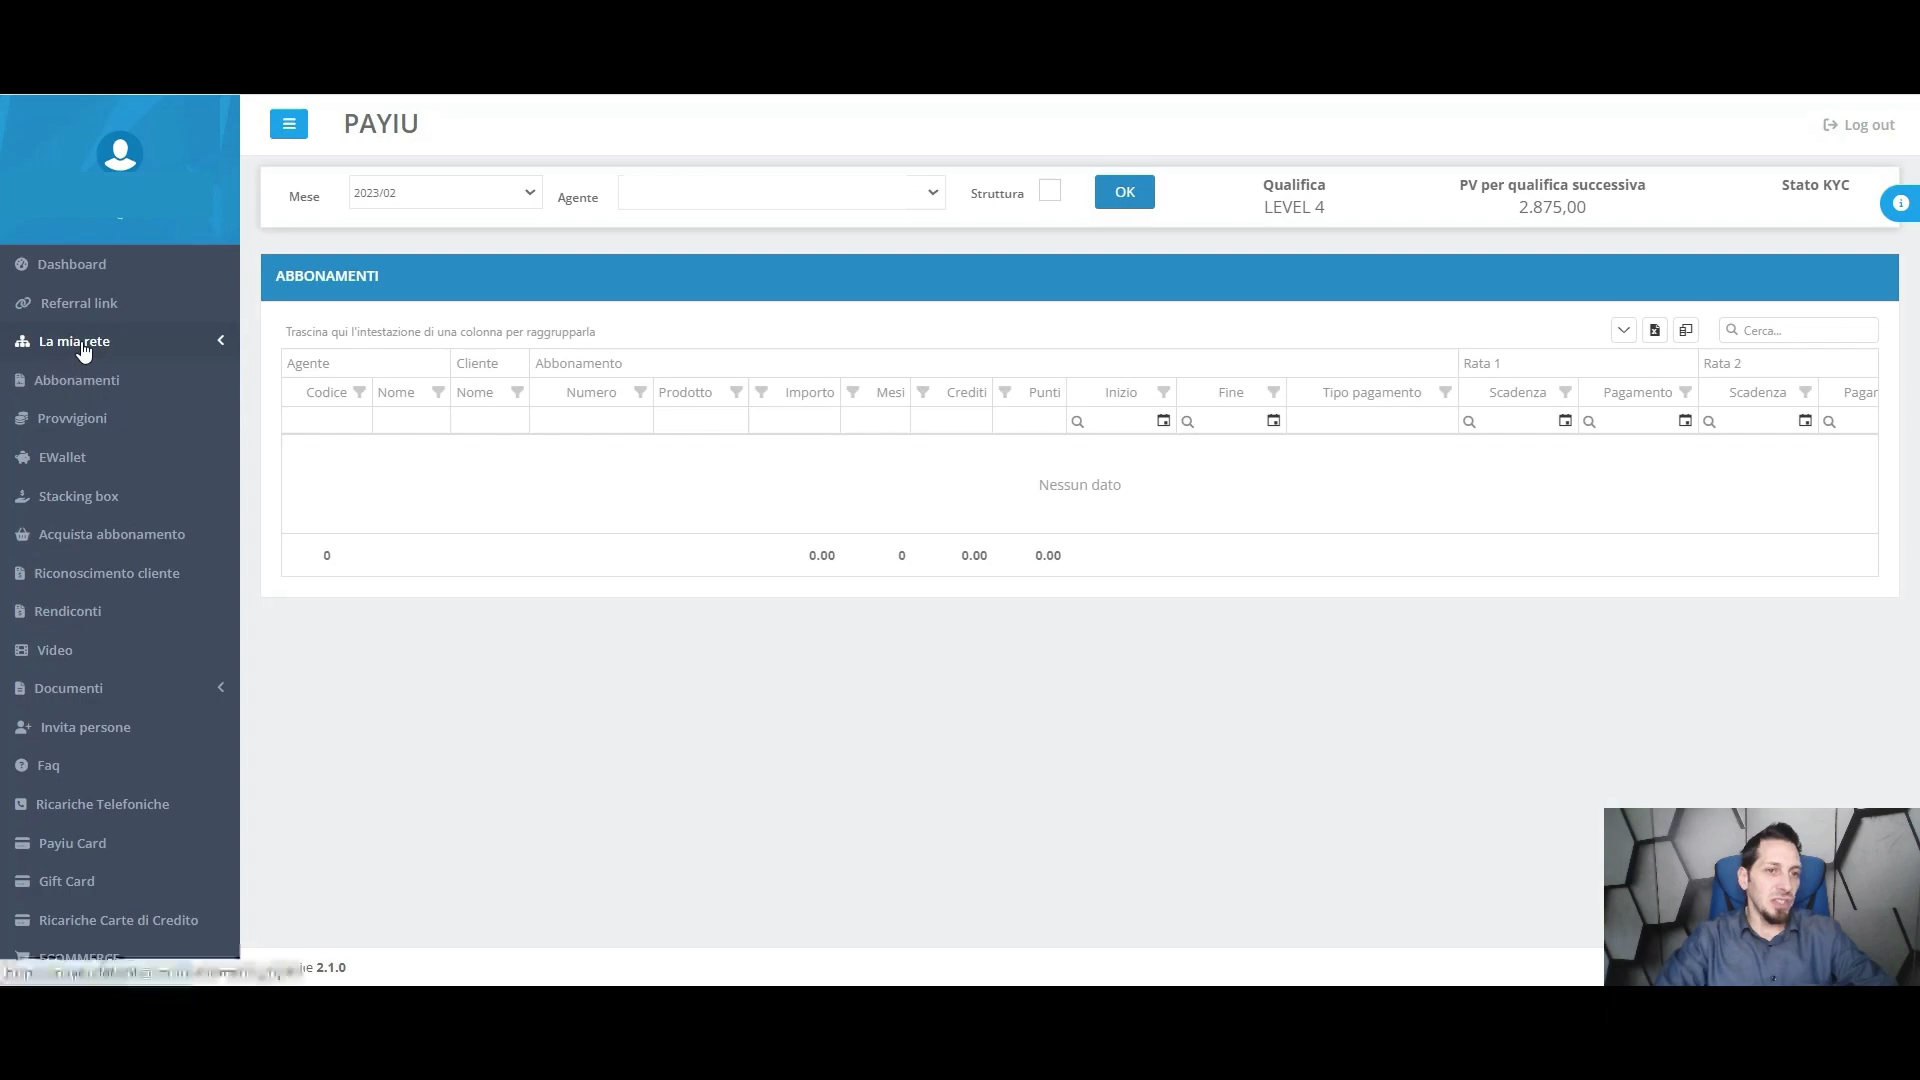 PAYIU
Log out
Mese
2023/02
Agente
Struttura
OK
Qualifica
LEVEL 4
PV per qualifica successiva
2.875,00
Stato KYC
Dashboard
Referral link
La mia rete
Abbonamenti
Provvigioni
EWallet
Stacking box
Acquista abbonamento
Riconoscimento cliente
Rendiconti
Video
Documenti
Invita persone
Faq
Ricariche Telefoniche
Payiu Card
Gift Card
Ricariche Carte di Credito
ECOMMERCE
ABBONAMENTI
Trascina qui l'intestazione di una colonna per raggrupparla
Cerca...
Agente Cliente Abbonamento Rata 1 Rata 2
Codice Nome Nome Numero Prodotto Importo Mesi Crediti Punti Inizio Fine Tipo pagamento Scadenza Pagamento Scadenza Pagar
Nessun dato
0 0.00 0 0.00 0.00
2.1.0